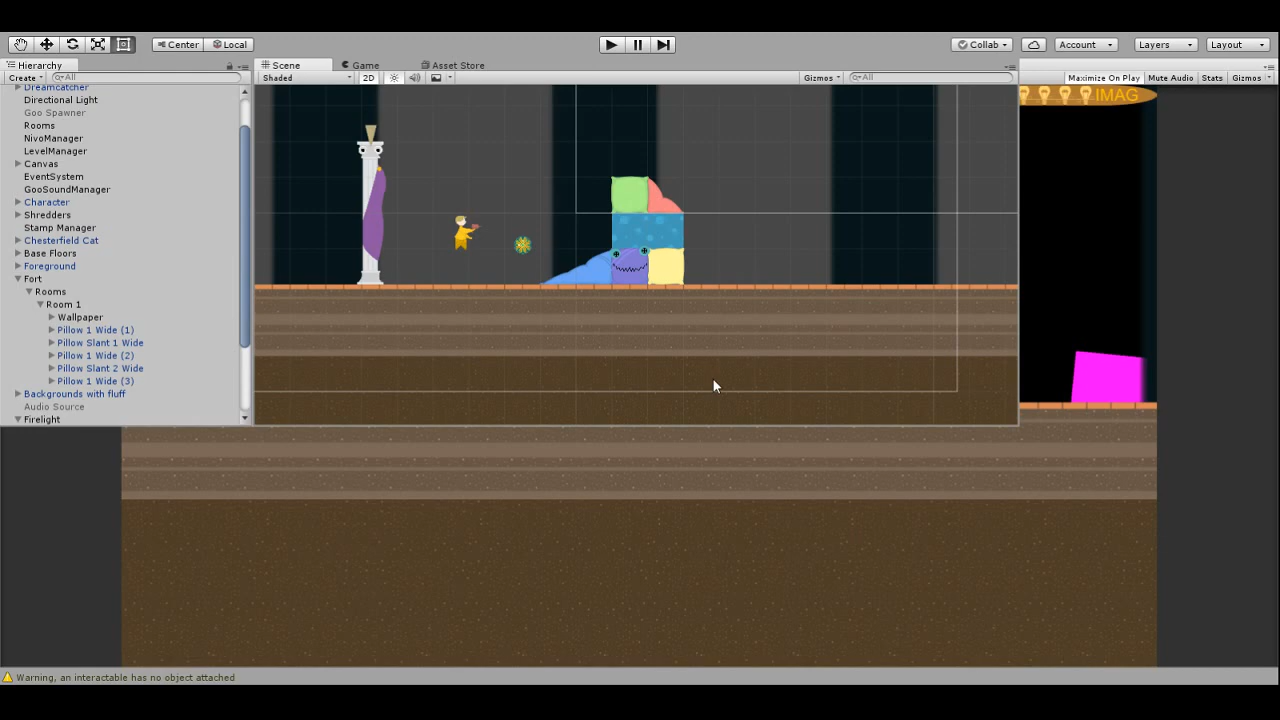 Center Local Collab Account Layers Layout
Hierarchy Scene Game Asset Store
Create All Shaded 2D Gizmos All Maximize On Play Mute Audio Stats Gizmos
Dreamcatcher
IMAG
Directional Light
Goo Spawner
Rooms
NivoManager
LevelManager
Canvas
EventSystem
GooSoundManager
Character
Shredders
Stamp Manager
Chesterfield Cat
Base Floors
Foreground
Fort
Rooms
Room 1
Wallpaper
Pillow 1 Wide (1)
Pillow Slant 1 Wide
Pillow 1 Wide (2)
Pillow Slant 2 Wide
Pillow 1 Wide (3)
Backgrounds with fluff
Audio Source
Firelight
Warning, an interactable has no object attached